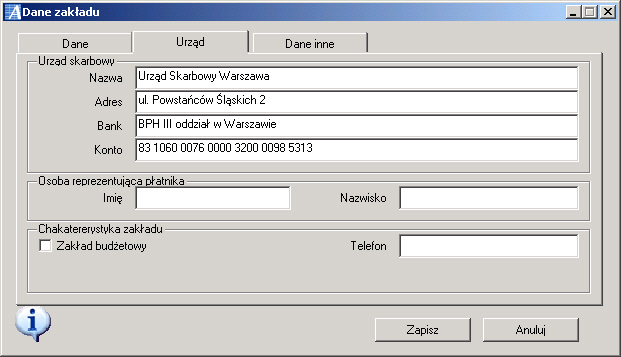 Dane zakładu
Dane
Urząd
Dane inne
Urząd skarbowy
Nazwa Urząd Skarbowy Warszawa
Adres ul. Powstańców Śląskich 2
Bank BPH III oddział w Warszawie
Konto 83 1060 0076 0000 3200 0098 5313
Osoba reprezentująca płatnika
Imię Nazwisko
Chakatererystyka zakładu
Zakład budżetowy Telefon
Zapisz Anuluj